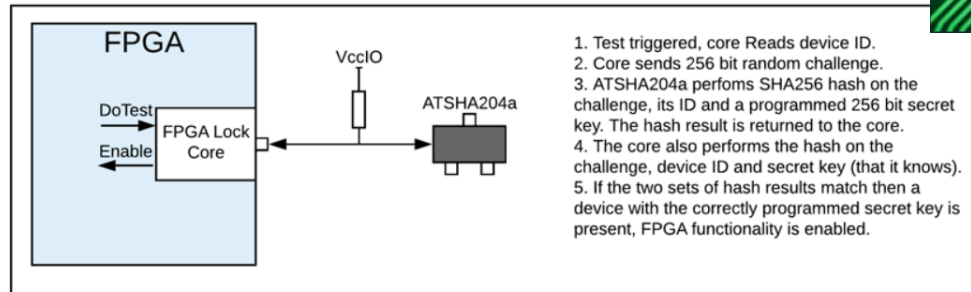 FPGA
DoTest
Enable
FPGA Lock
Core
VccIO
ATSHA204a
1. Test triggered, core Reads device ID.
2. Core sends 256 bit random challenge.
3. ATSHA204a perfoms SHA256 hash on the
challenge, its ID and a programmed 256 bit secret
key. The hash result is returned to the core.
4. The core also performs the hash on the
challenge, device ID and secret key (that it knows).
5. If the two sets of hash results match then a
device with the correctly programmed secret key is
present, FPGA functionality is enabled.